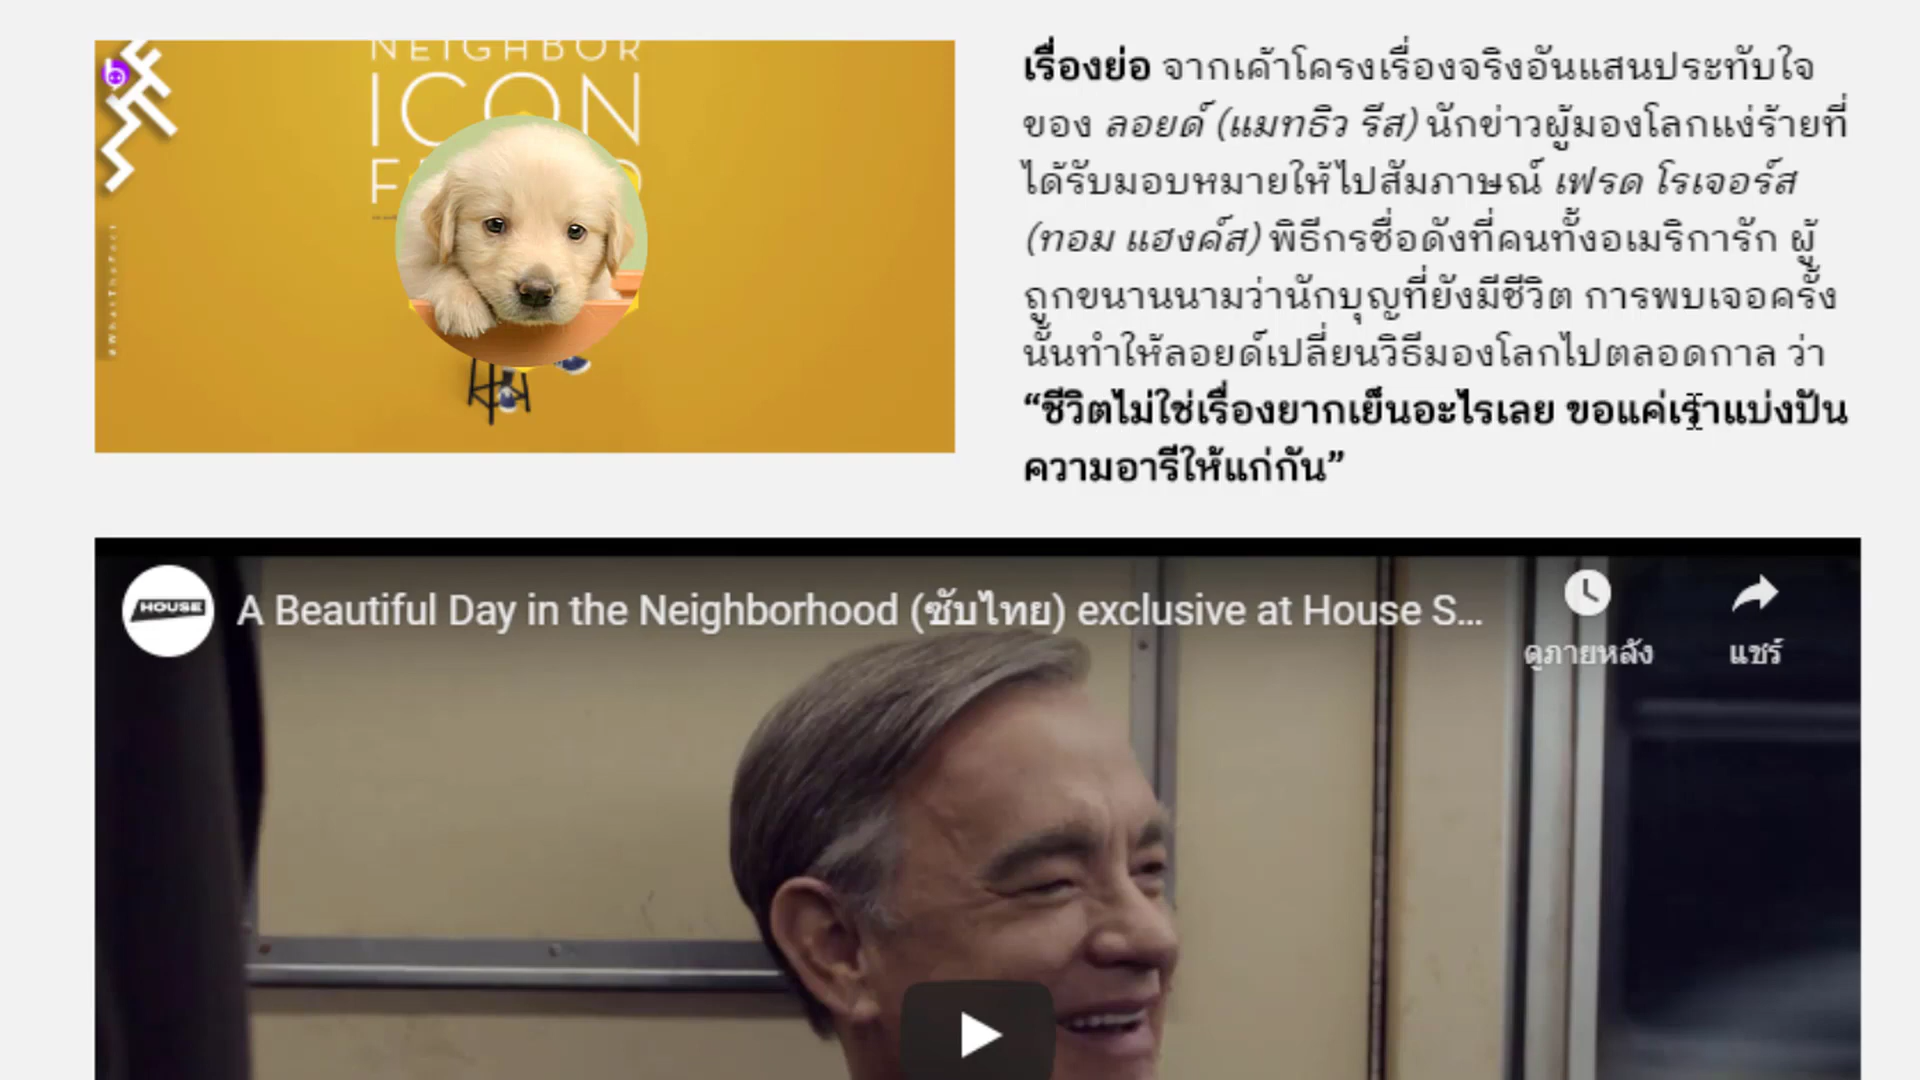 NEIGHBOR
ICON
#WhatTheFact
เรื่องย่อ จากเค้าโครงเรื่องจริงอันแสนประทับใจ
ของ ลอยด์ (แมทธิว รีส) นักข่าวผู้มองโลกแง่ร้ายที่
ได้รับมอบหมายให้ไปสัมภาษณ์ เฟรด โรเจอร์ส
(ทอม แฮงค์ส) พิธีกรชื่อดังที่คนทั้งอเมริการัก ผู้
ถูกขนานนามว่านักบุญที่ยังมีชีวิต การพบเจอครั้ง
นั้นทำให้ลอยด์เปลี่ยนวิธีมองโลกไปตลอดกาล ว่า
“ชีวิตไม่ใช่เรื่องยากเย็นอะไรเลย ขอแค่เราแบ่งปัน
ความอารีให้แก่กัน”
HOUSE
A Beautiful Day in the Neighborhood (ซับไทย) exclusive at House S...
ดูภายหลัง
แชร์